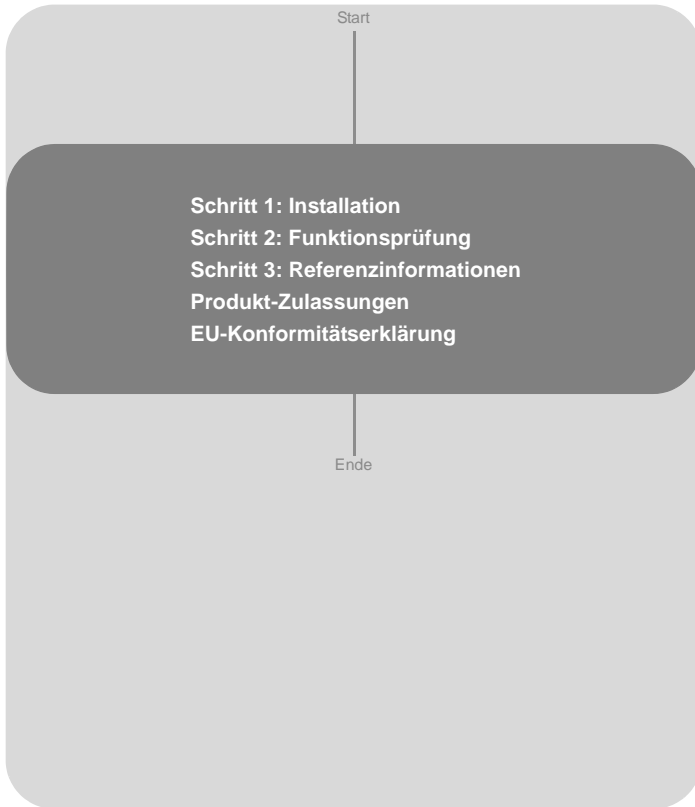 Start
Schritt 1: Installation
Schritt 2: Funktionsprüfung
Schritt 3: Referenzinformationen
Produkt-Zulassungen
EU-Konformitätserklärung
Ende